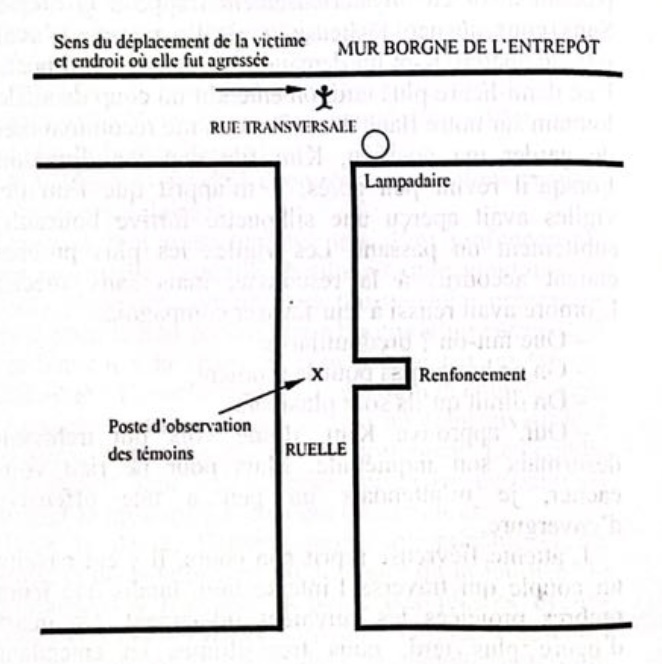 Sens du déplacement de la victime
et endroit où elle fut agressée
MUR BORGNE DE L'ENTREPÔT
RUE TRANSVERSALE
Lampadaire
X
Renfoncement
Poste d'observation
des témoins
RUELLE